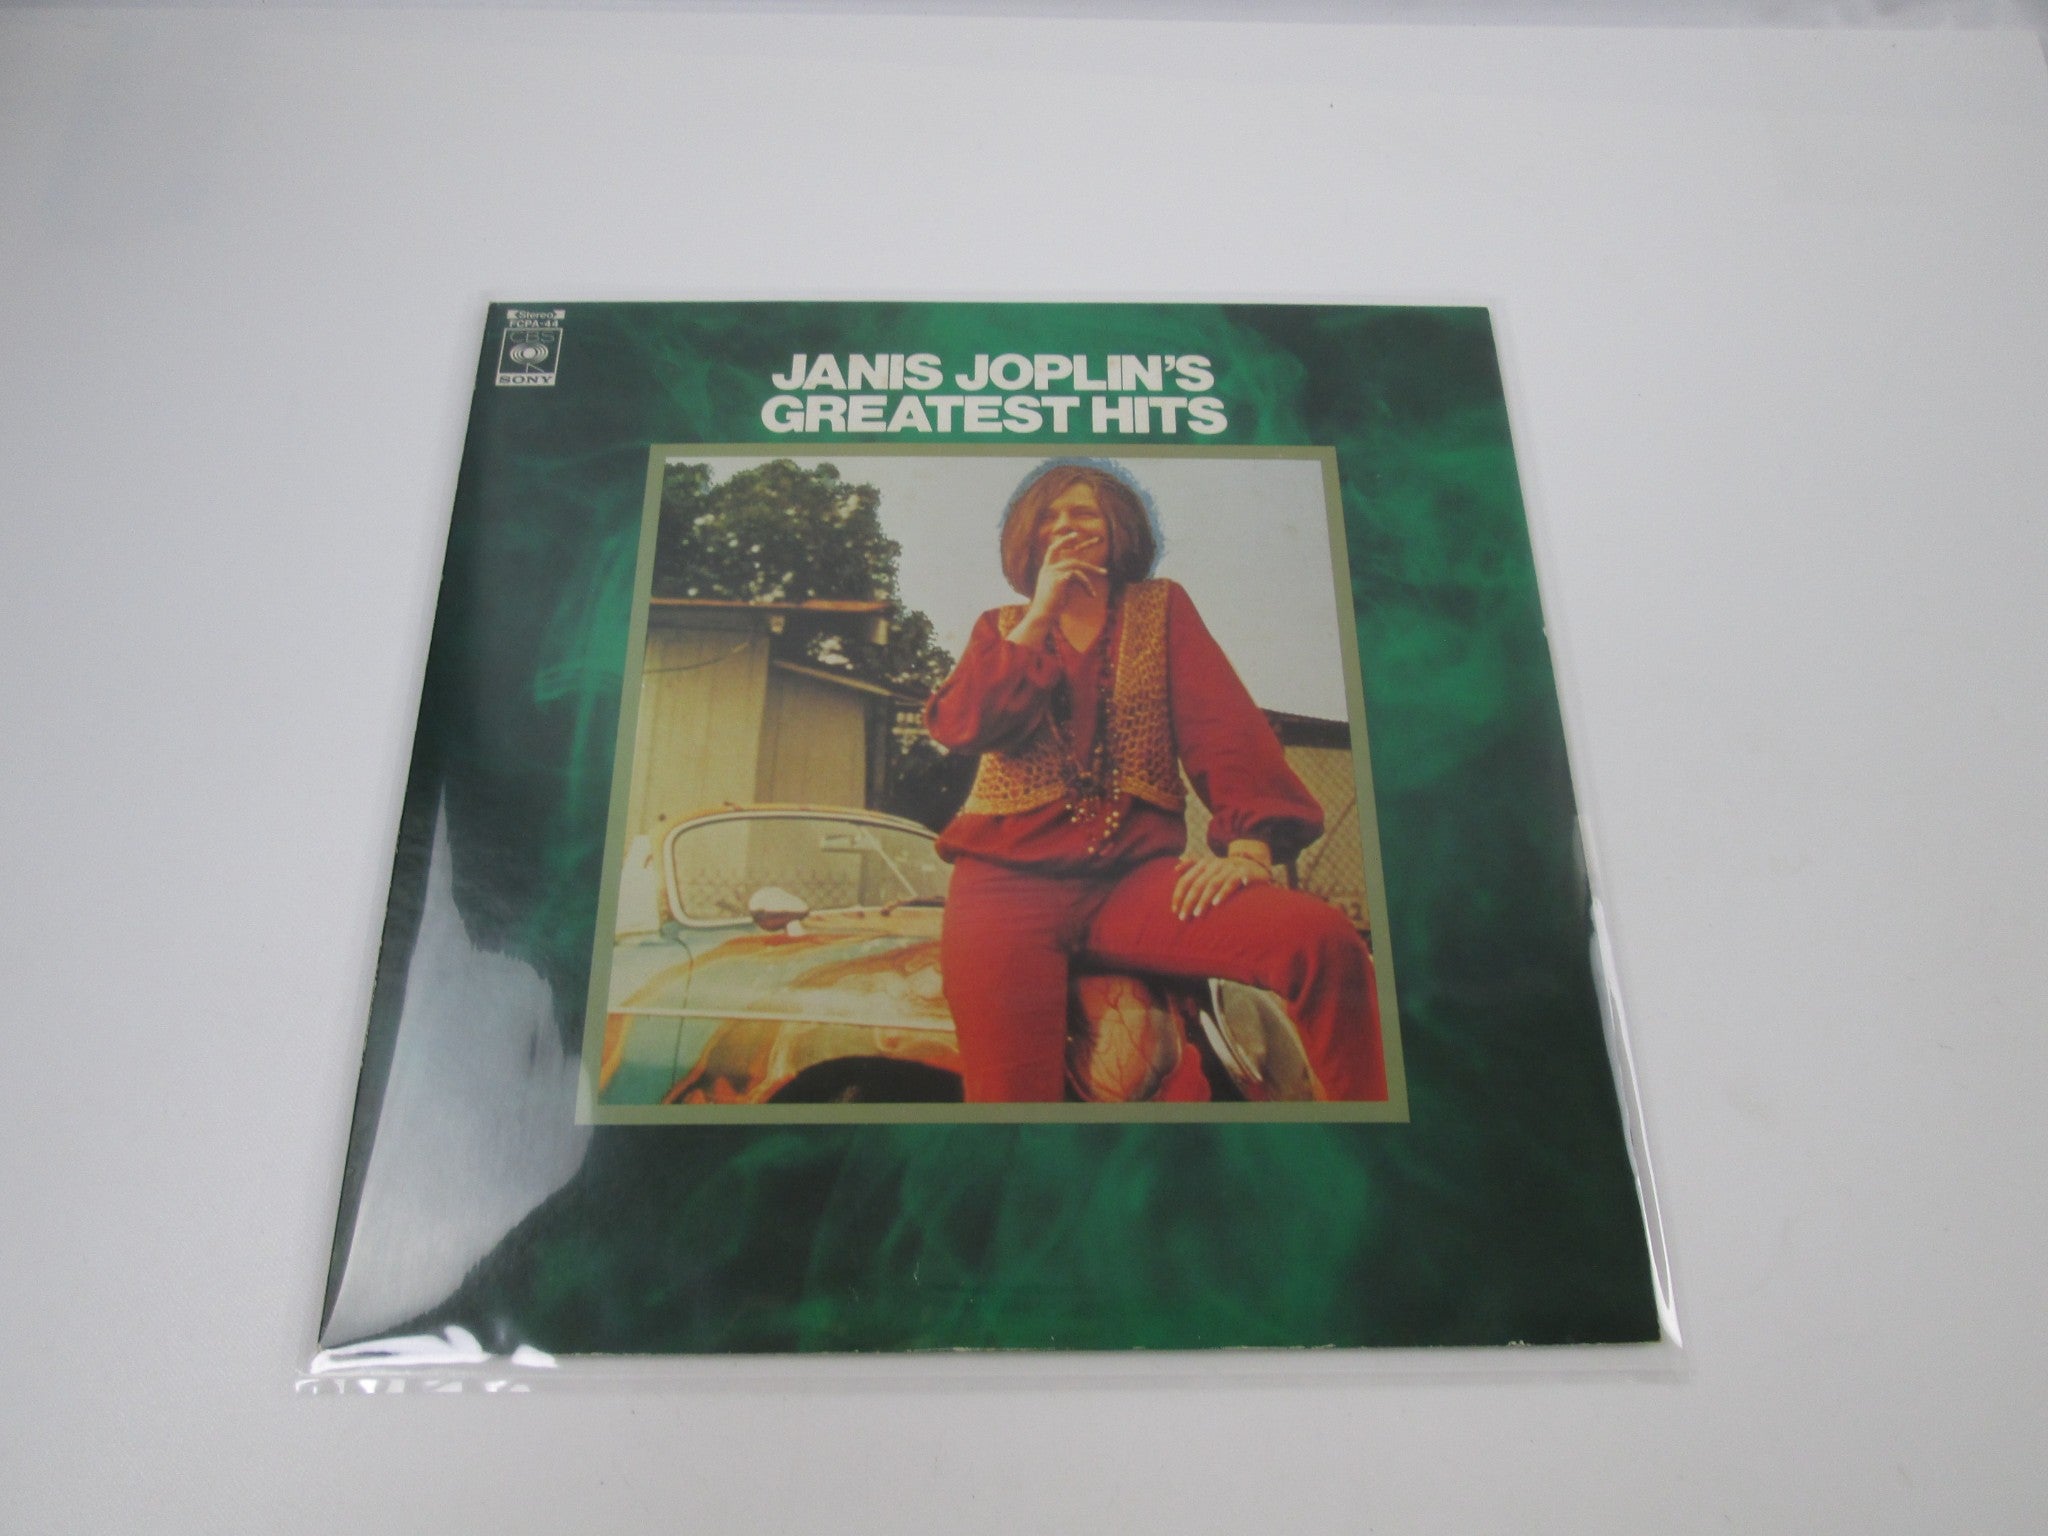 Stereo
FCPA-44
CBS
SONY
JANIS JOPLIN'S
GREATEST HITS